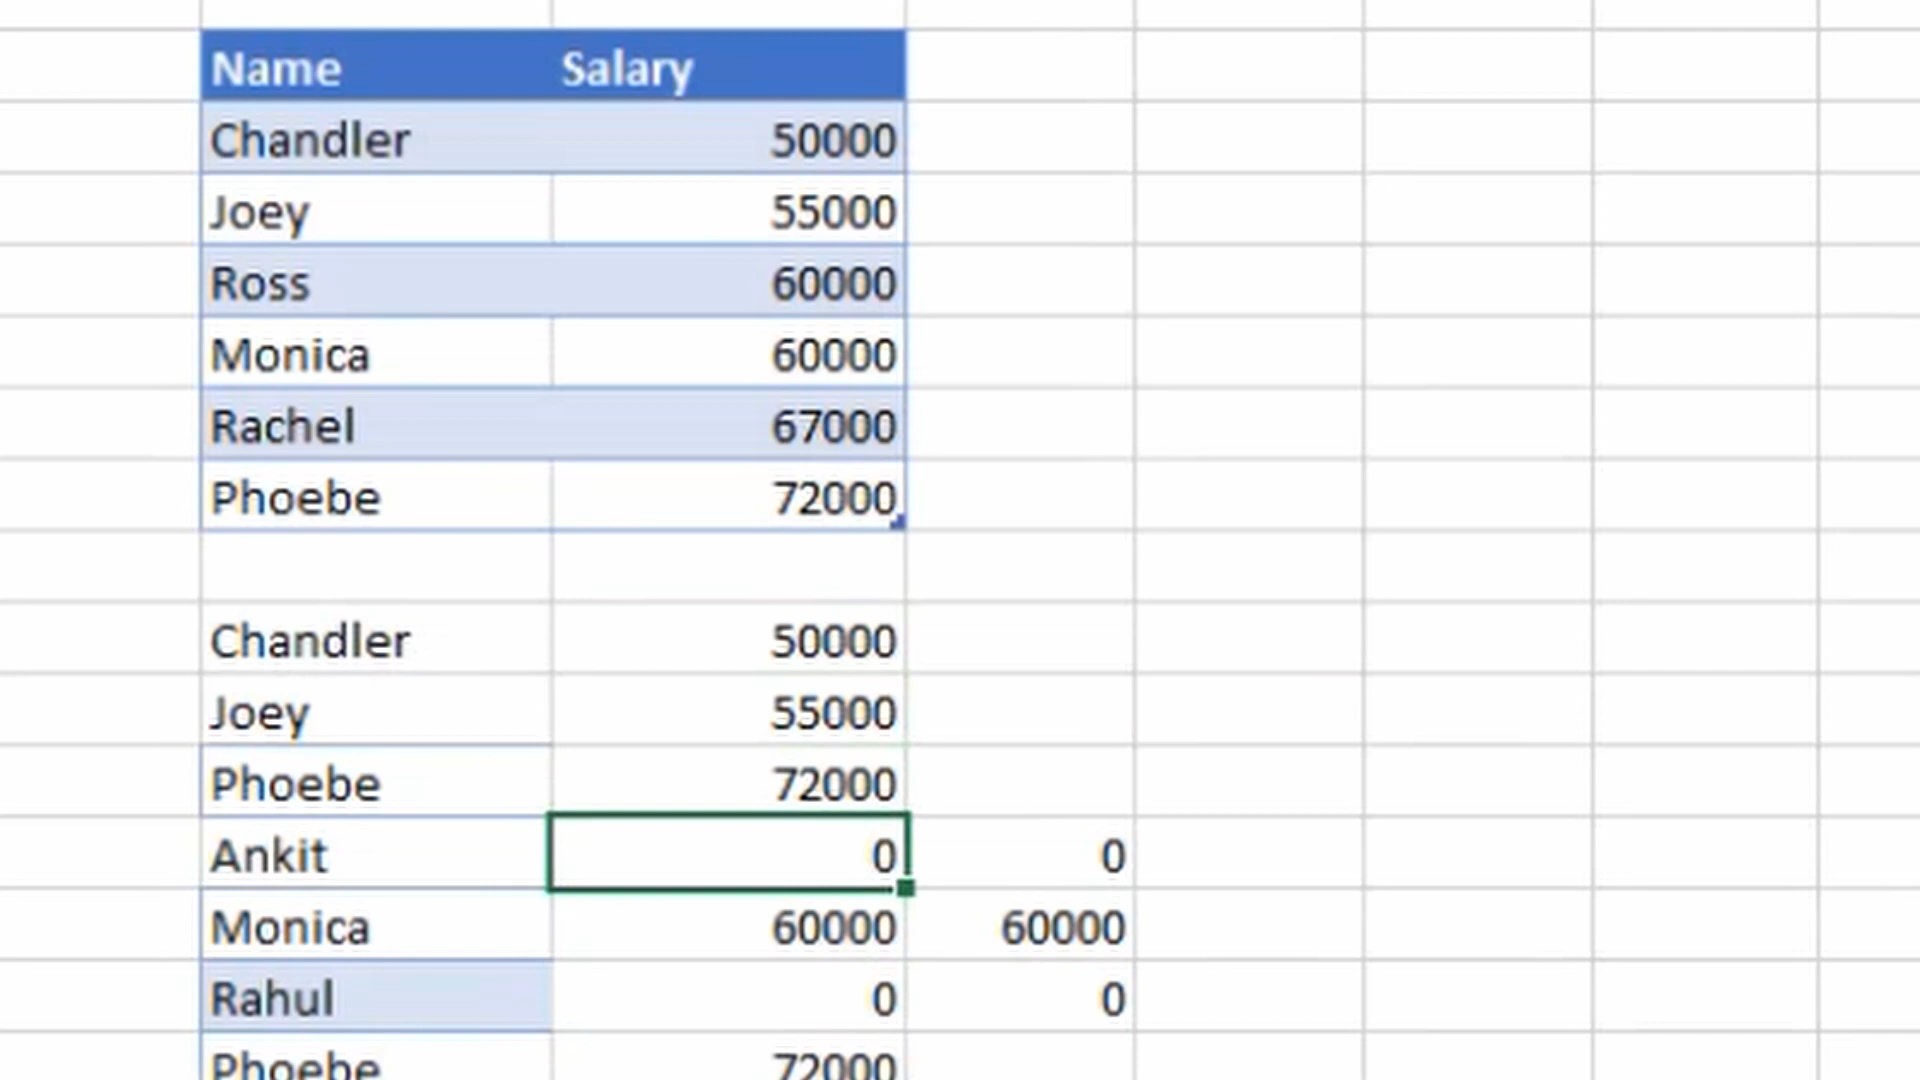 Name Salary
Chandler 50000
Joey 55000
Ross 60000
Monica 60000
Rachel 67000
Phoebe 72000
Chandler 50000
Joey 55000
Phoebe 72000
Ankit 0 0
Monica 60000 60000
Rahul 0 0
Phoebe 72000